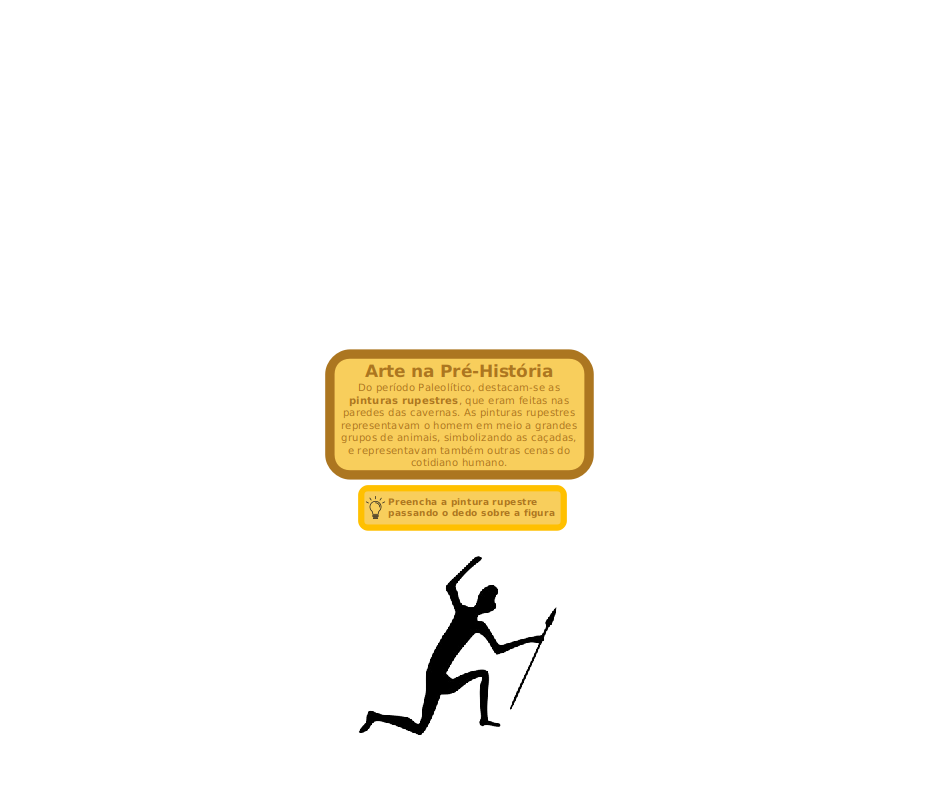 Arte na Pré-História
Do período Paleolítico, destacam-se as
pinturas rupestres, que eram feitas nas
paredes das cavernas. As pinturas rupestres
representavam o homem em meio a grandes
grupos de animais, simbolizando as caçadas,
e representavam também outras cenas do
cotidiano humano.
Preencha a pintura rupestre
passando o dedo sobre a figura